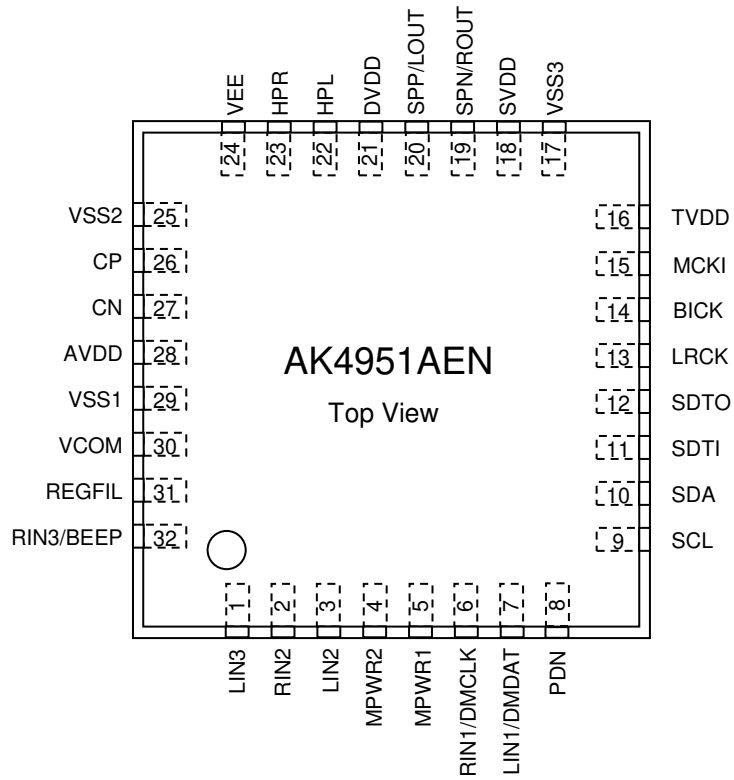 VEE
HPR
HPL
DVDD
SPP/LOUT
SPN/ROUT
SVDD
VSS3
24
23
22
21
20
19
18
17
VSS2 25
CP 26
CN 27
AVDD 28
VSS1 29
VCOM 30
REGFIL 31
RIN3/BEEP 32
AK4951AEN
Top View
16 TVDD
15 MCKI
14 BICK
13 LRCK
12 SDTO
11 SDTI
10 SDA
9 SCL
1
2
3
4
5
6
7
8
LIN3
RIN2
LIN2
MPWR2
MPWR1
RIN1/DMCLK
LIN1/DMDAT
PDN